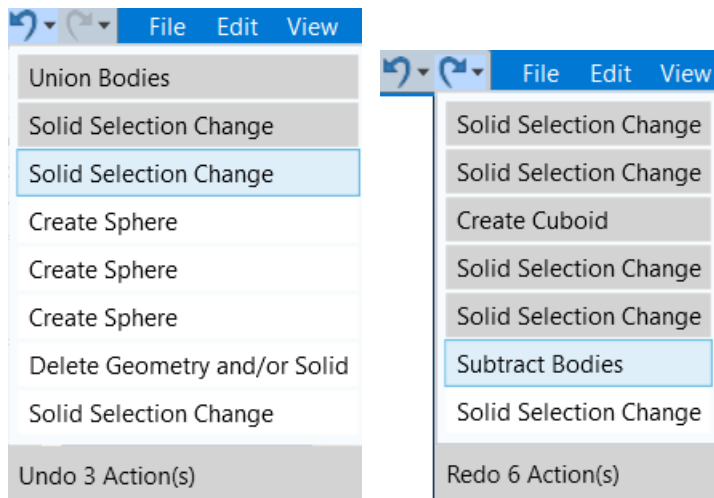 File Edit View
Union Bodies
Solid Selection Change
Solid Selection Change
Create Sphere
Create Sphere
Create Sphere
Delete Geometry and/or Solid
Solid Selection Change
Undo 3 Action(s)
File Edit View
Solid Selection Change
Solid Selection Change
Create Cuboid
Solid Selection Change
Solid Selection Change
Subtract Bodies
Solid Selection Change
Redo 6 Action(s)